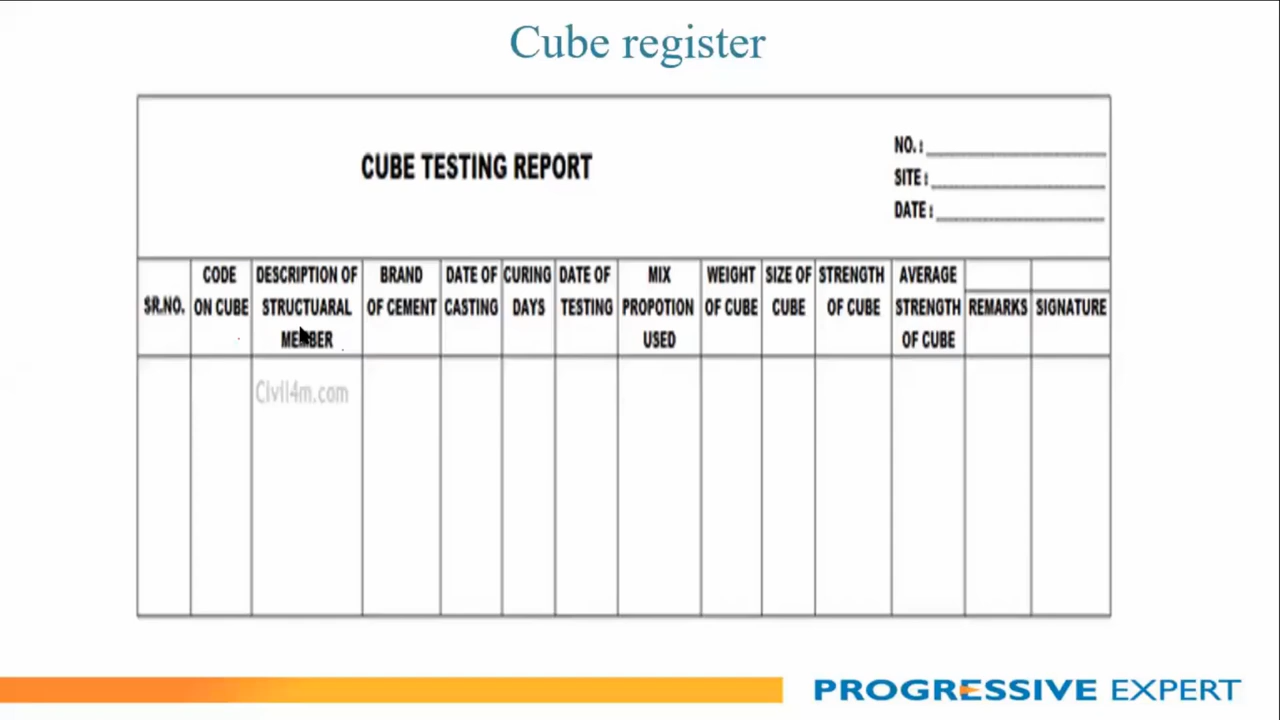 Cube register
CUBE TESTING REPORT
NO. :
SITE :
DATE :
SR.NO.
CODE
ON CUBE
DESCRIPTION OF
STRUCTUARAL
MEMBER
BRAND
OF CEMENT
DATE OF
CASTING
CURING
DAYS
DATE OF
TESTING
MIX
PROPOTION
USED
WEIGHT
OF CUBE
SIZE OF
CUBE
STRENGTH
OF CUBE
AVERAGE
STRENGTH
OF CUBE
REMARKS
SIGNATURE
Civil4m.com
PROGRESSIVE EXPERT